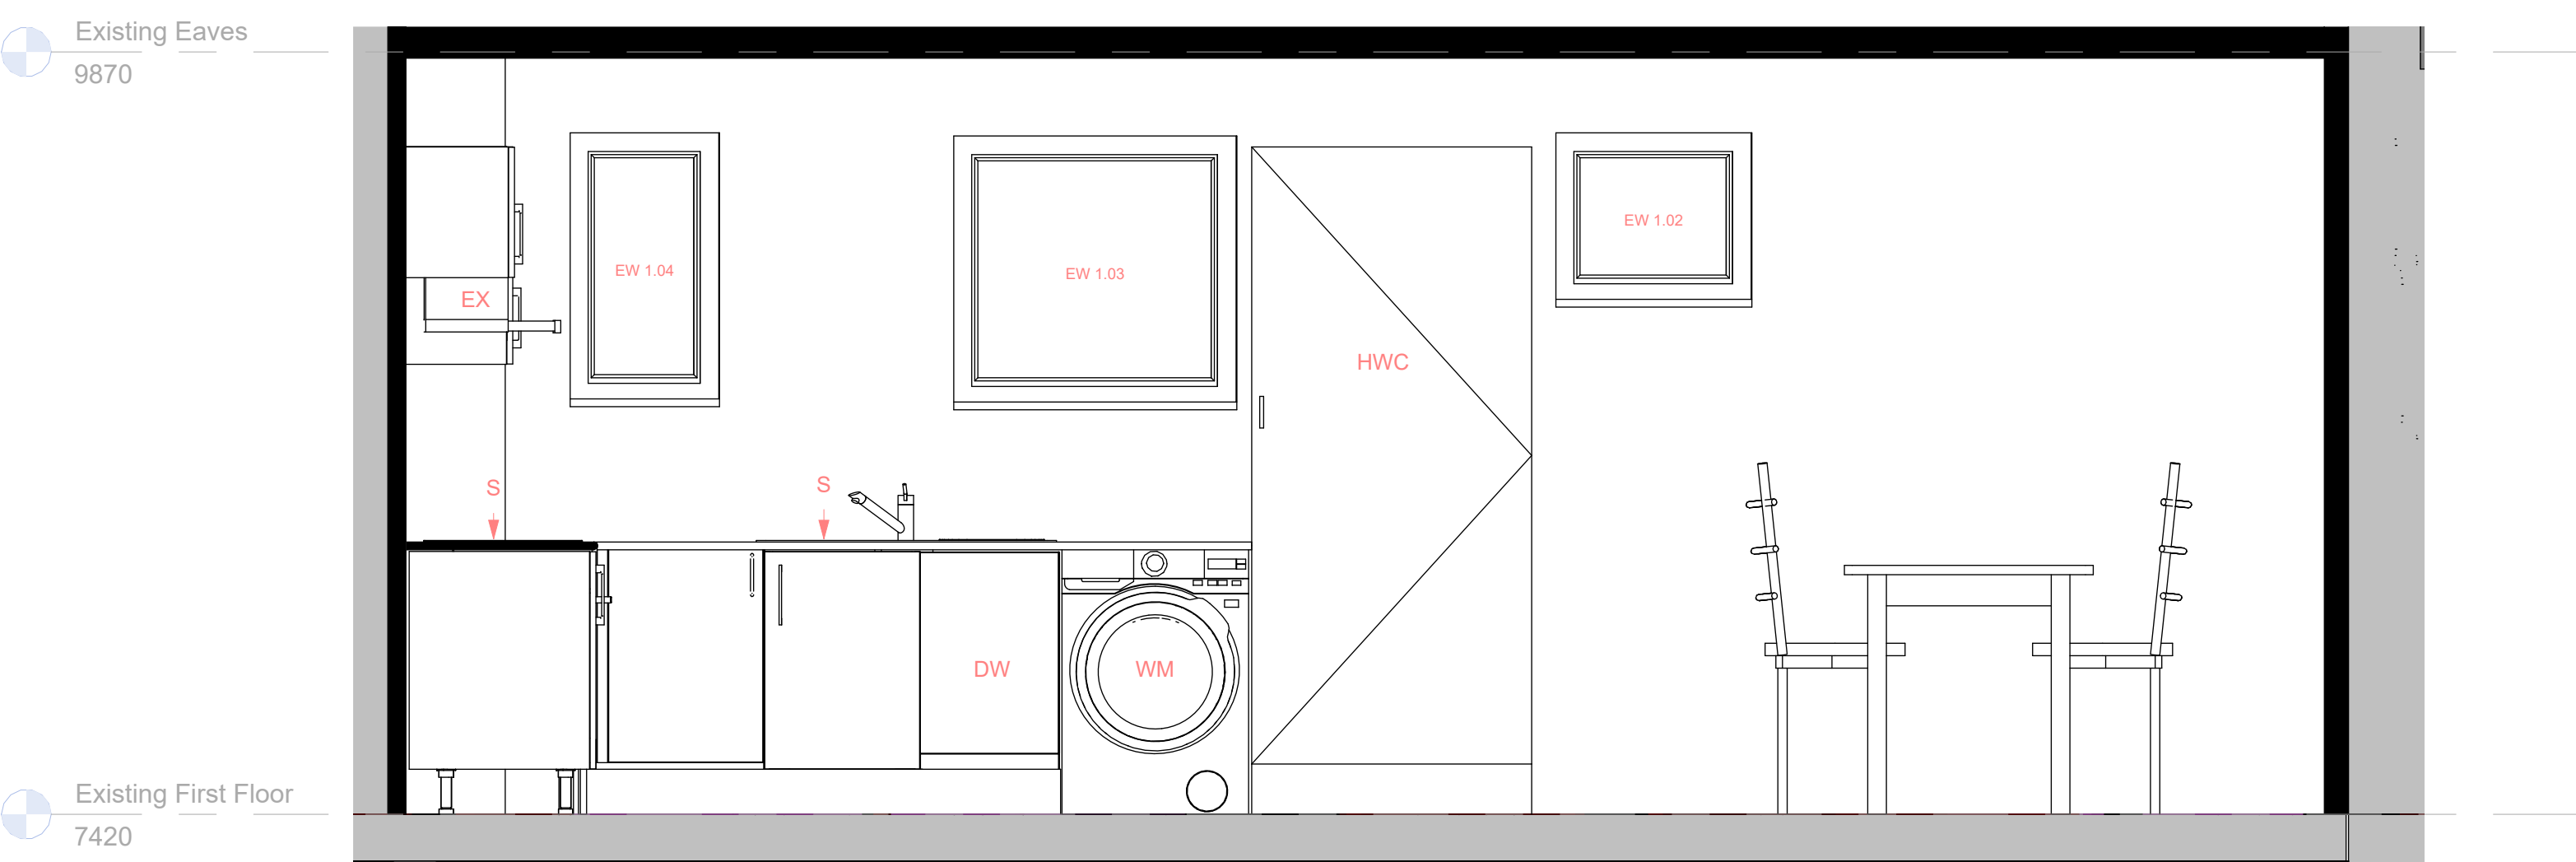 Existing Eaves
9870
EW 1.04
EW 1.03
EW 1.02
EX
HWC
S
S
DW
WM
Existing First Floor
7420